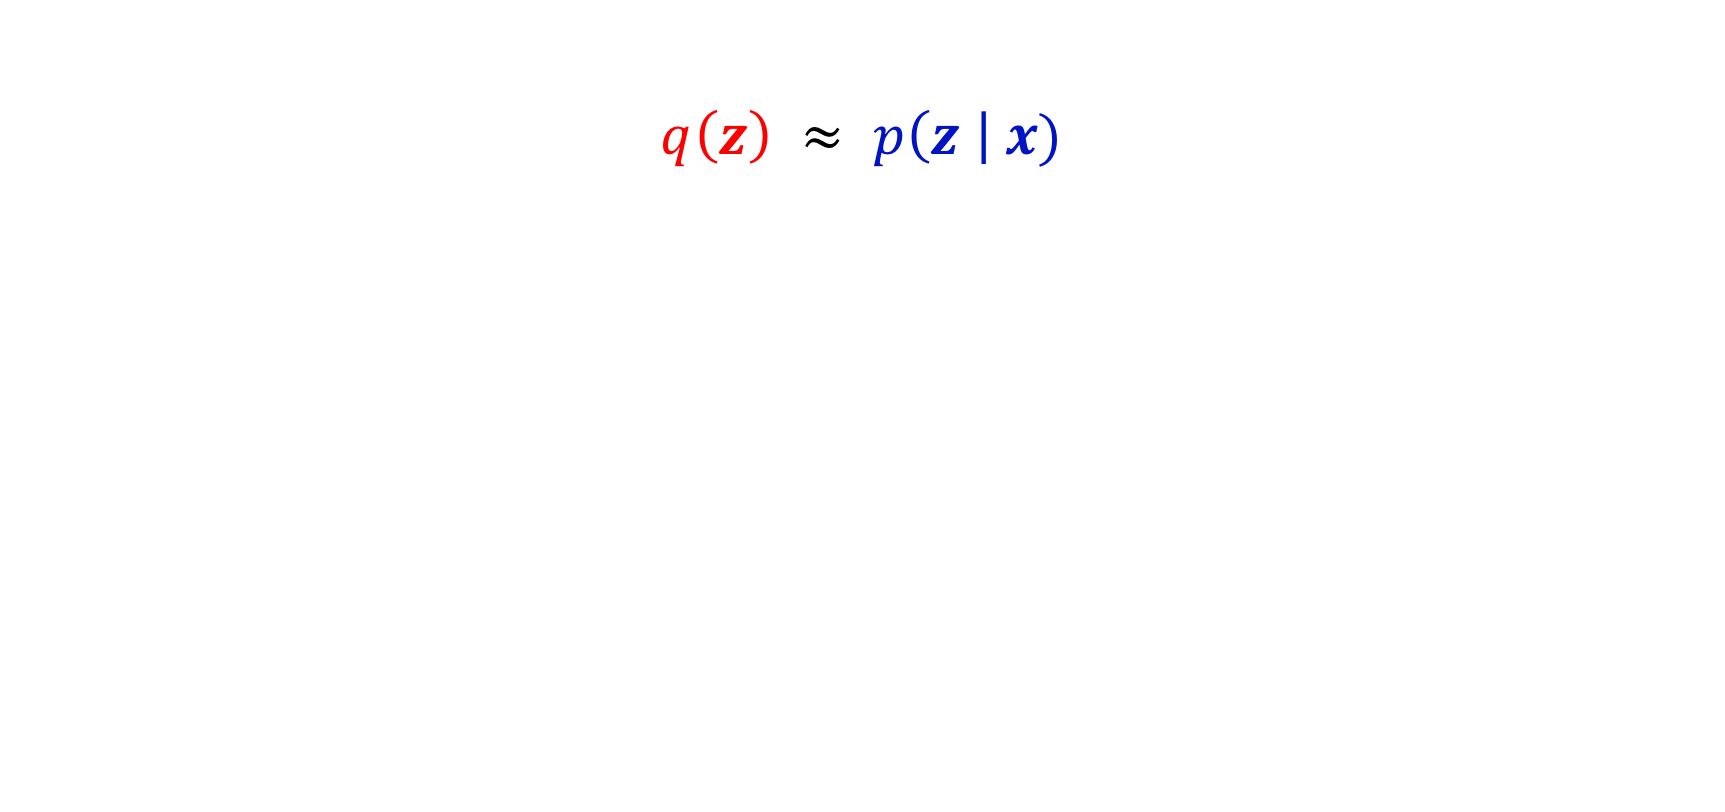 q(z) ≈ p(z | x)